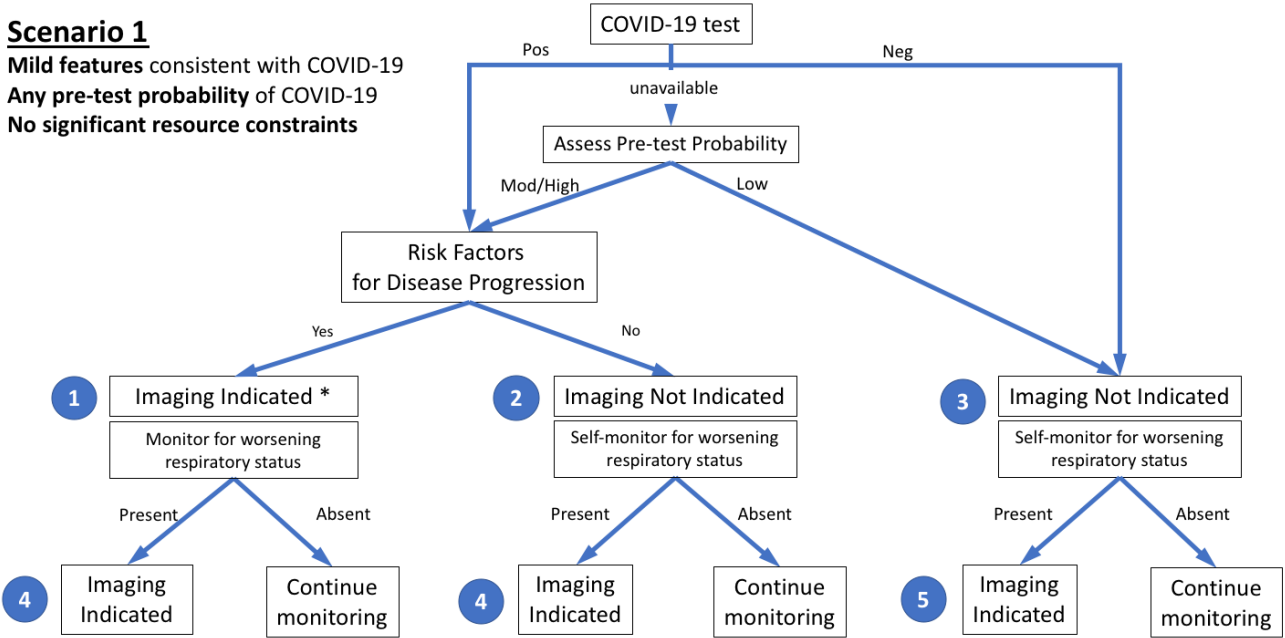 Scenario 1
Mild features consistent with COVID-19
Any pre-test probability of COVID-19
No significant resource constraints
COVID-19 test
Pos
Neg
unavailable
Assess Pre-test Probability
Mod/High
Low
Risk Factors
for Disease Progression
Yes
No
1
Imaging Indicated *
2
Imaging Not Indicated
3
Imaging Not Indicated
Monitor for worsening
respiratory status
Self-monitor for worsening
respiratory status
Self-monitor for worsening
respiratory status
Present
Absent
Present
Absent
Present
Absent
4
Imaging
Indicated
Continue
monitoring
4
Imaging
Indicated
Continue
monitoring
5
Imaging
Indicated
Continue
monitoring